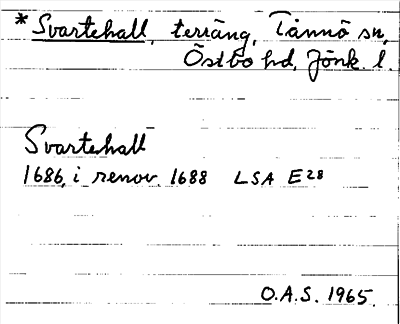 * Svartehall, terräng, Tånnö sn,
Östbo hd, Jönk. l.
Svartehall
1686, i renov. 1688 LSA E28
O.A.S. 1965.